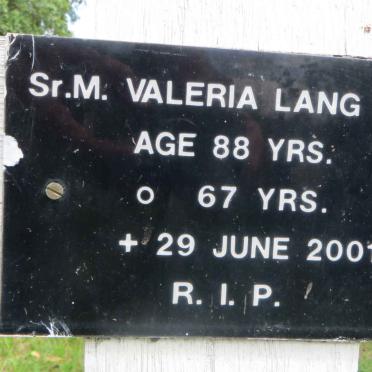 Sr.M. VALERIA LANG
AGE 88 YRS.
O 67 YRS.
+ 29 JUNE 2001
R. I. P.